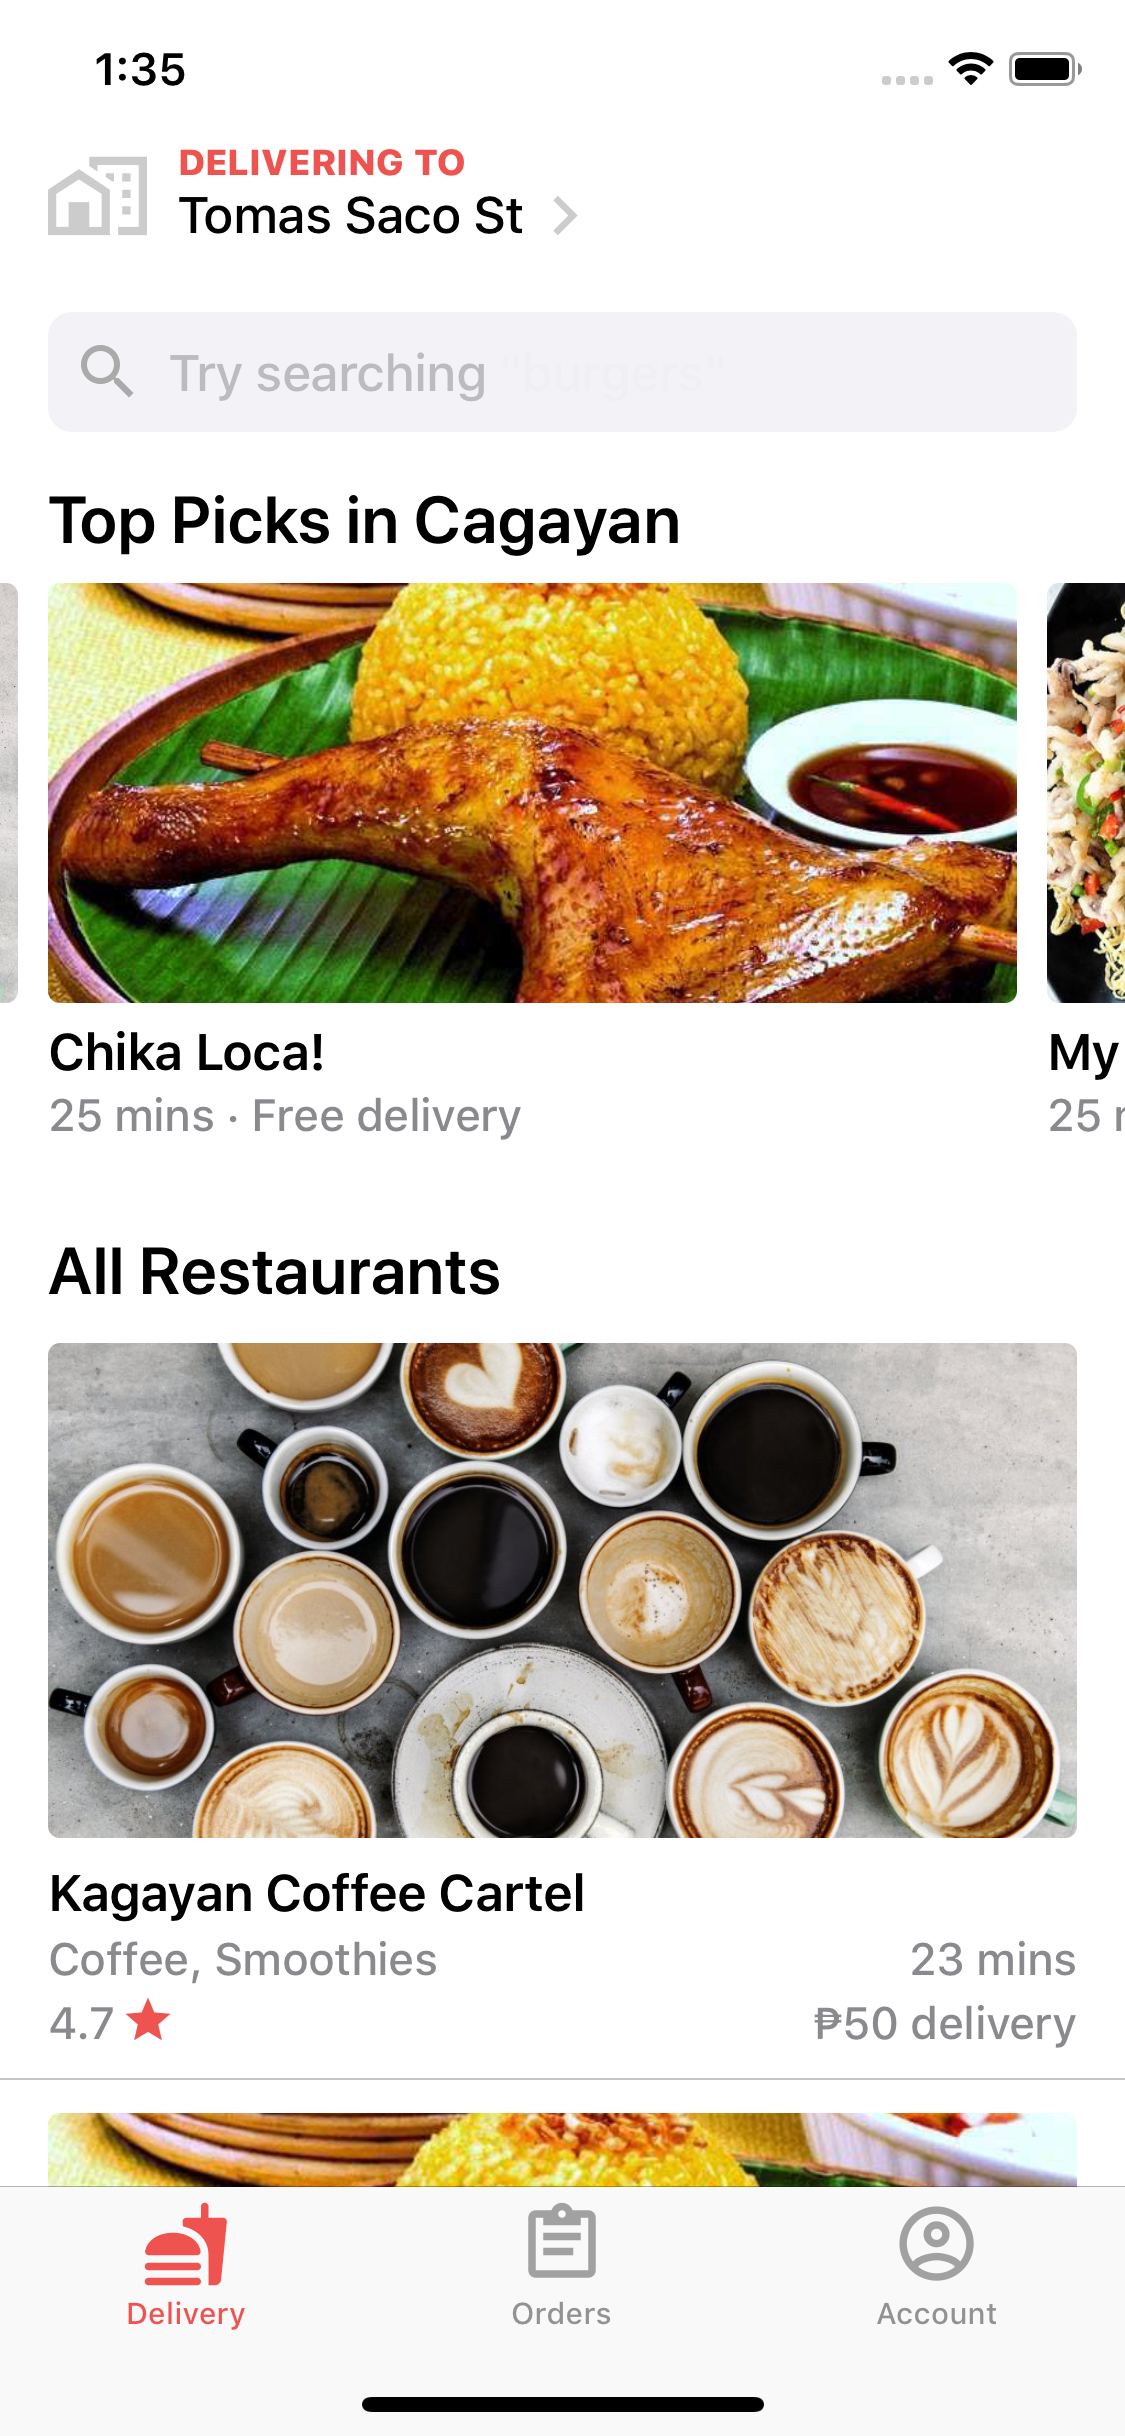 1:35
DELIVERING TO
Tomas Saco St
Try searching "burgers"
Top Picks in Cagayan
Chika Loca!
25 mins · Free delivery
My
25
All Restaurants
Kagayan Coffee Cartel
Coffee, Smoothies
23 mins
4.7
₱50 delivery
Delivery
Orders
Account